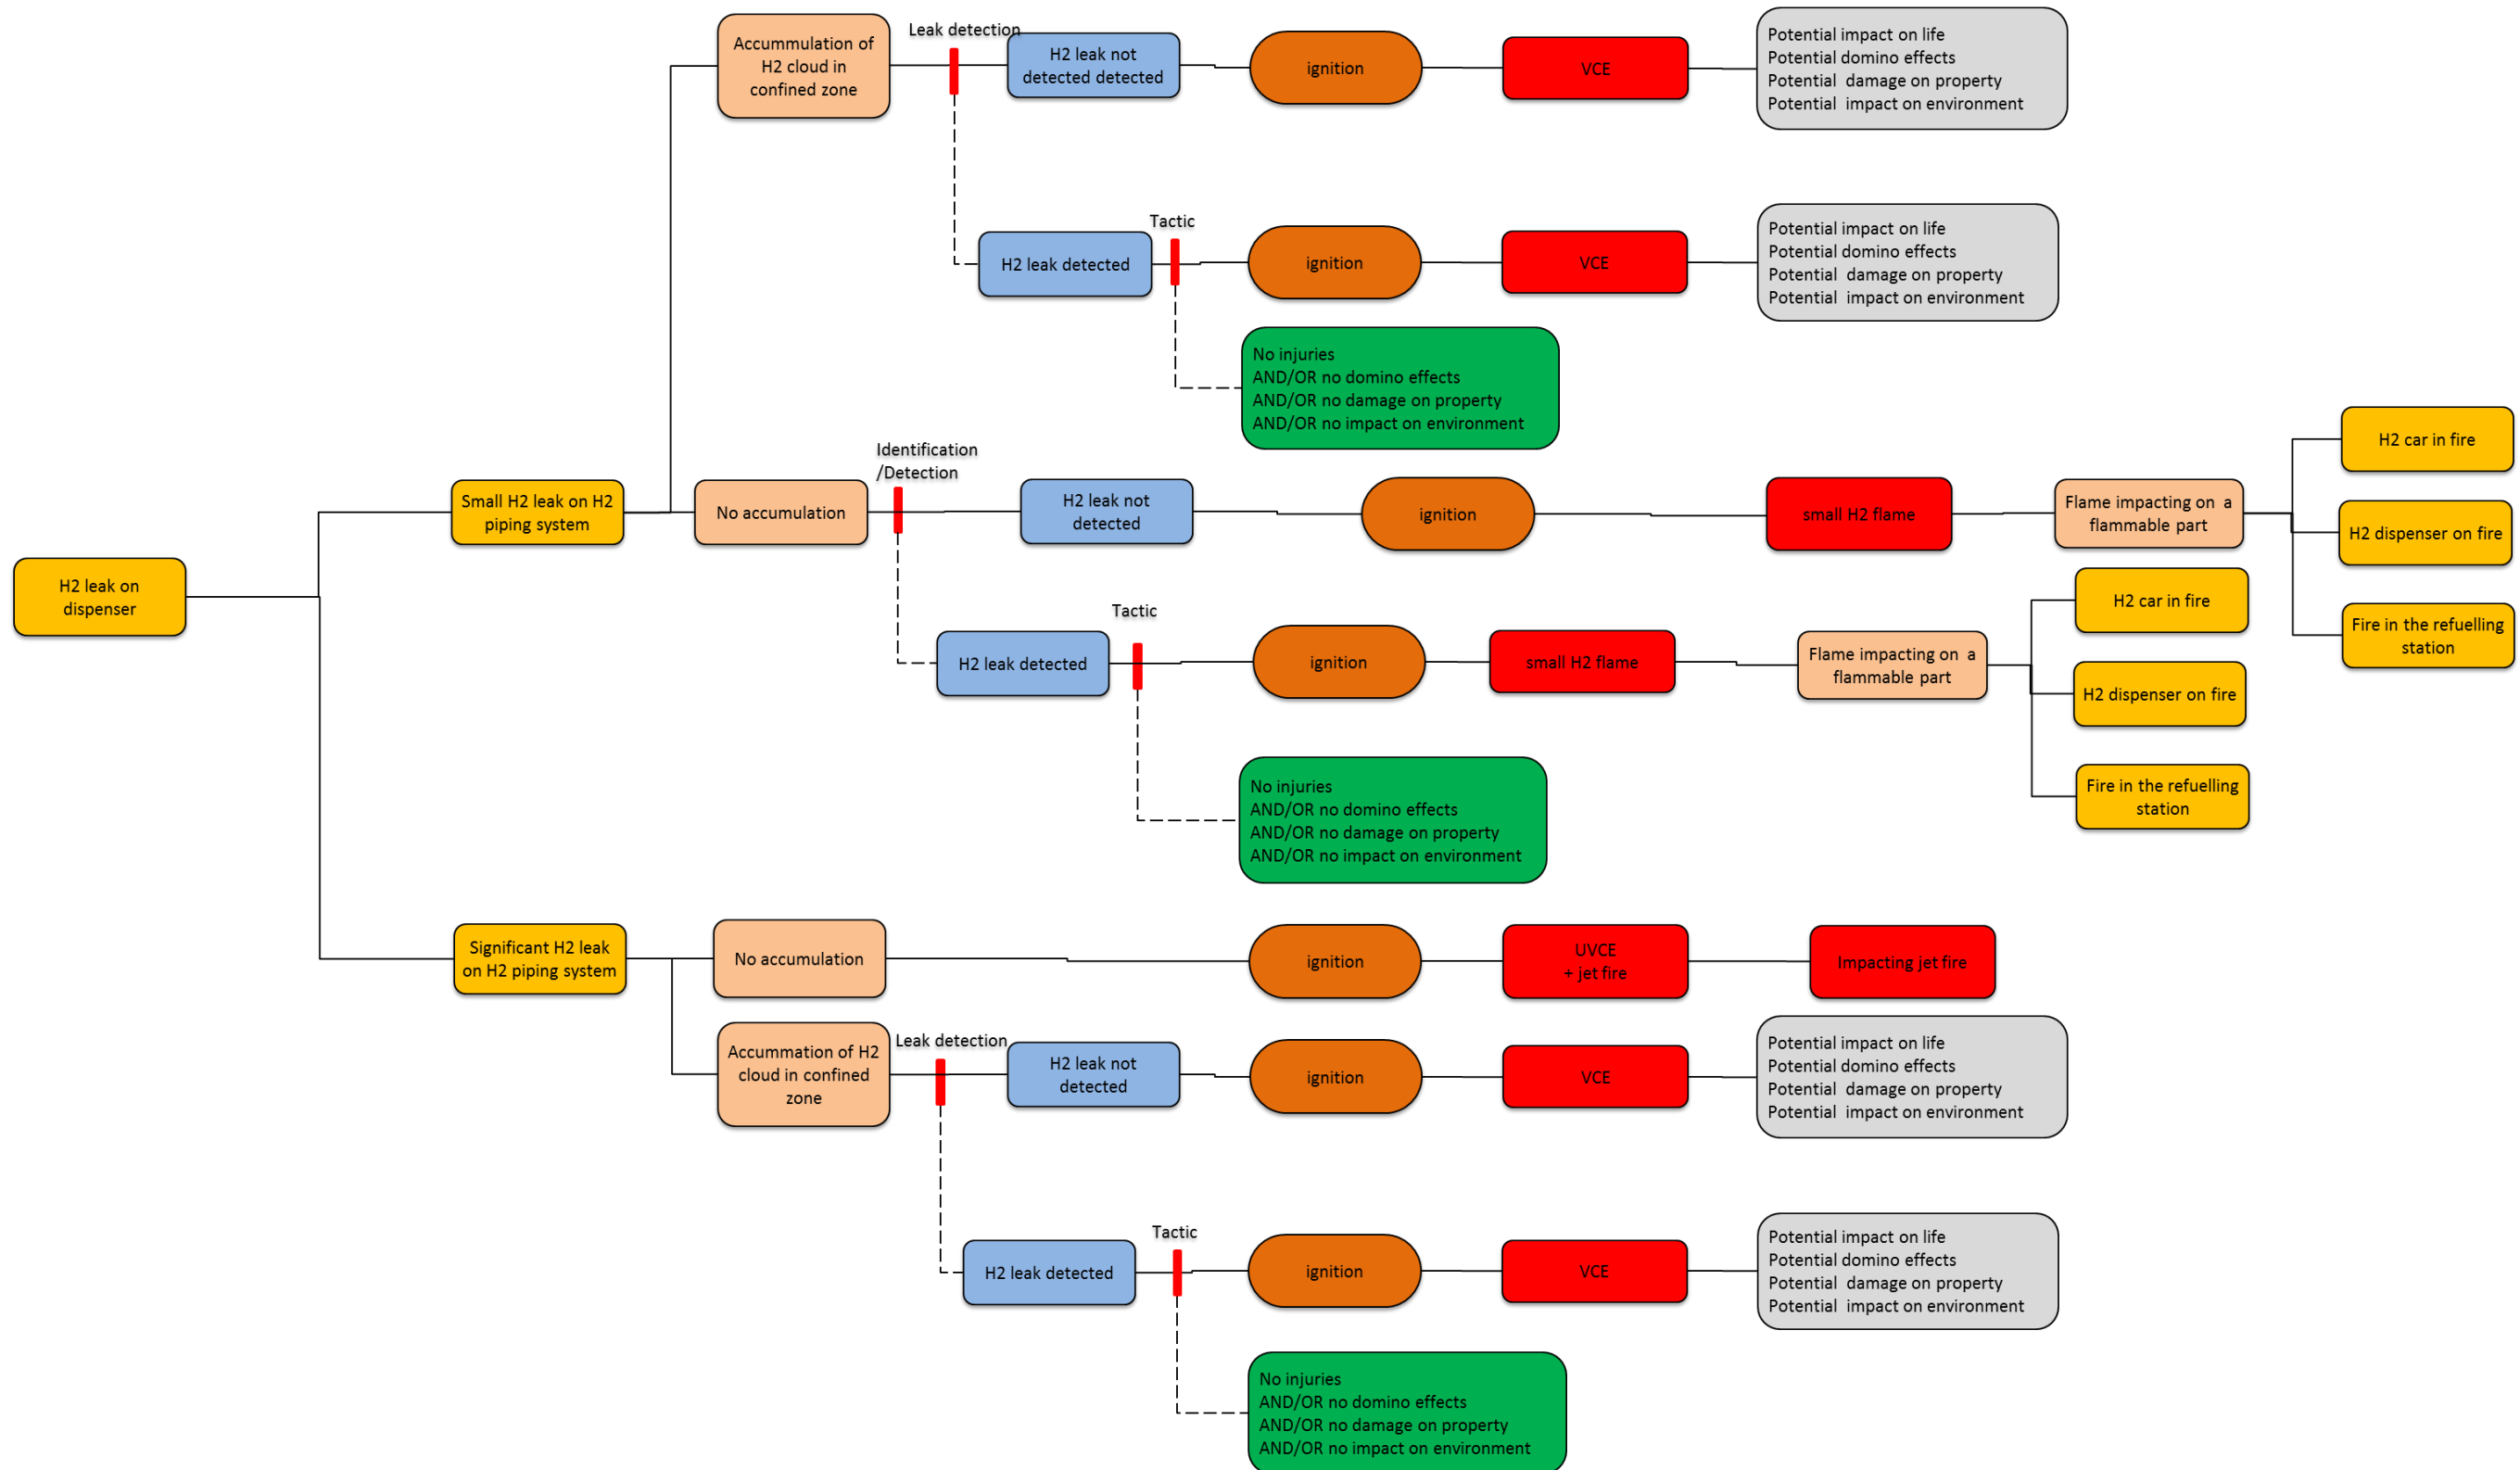 Accummulation of
H2 cloud in
confined zone
Leak detection
H2 leak not
detected detected
ignition
VCE
Potential impact on life
Potential domino effects
Potential  damage on property
Potential  impact on environment
H2 leak detected
Tactic
ignition
VCE
Potential impact on life
Potential domino effects
Potential  damage on property
Potential  impact on environment
No injuries
AND/OR no domino effects
AND/OR no damage on property
AND/OR no impact on environment
H2 leak on
dispenser
Small H2 leak on H2
piping system
No accumulation
Identification
/Detection
H2 leak not
detected
ignition
small H2 flame
Flame impacting on  a
flammable part
H2 car in fire
H2 dispenser on fire
Fire in the refuelling
station
H2 leak detected
Tactic
ignition
small H2 flame
Flame impacting on  a
flammable part
H2 car in fire
H2 dispenser on fire
Fire in the refuelling
station
No injuries
AND/OR no domino effects
AND/OR no damage on property
AND/OR no impact on environment
Significant H2 leak
on H2 piping system
No accumulation
ignition
UVCE
+ jet fire
Impacting jet fire
Accummation of H2
cloud in confined
zone
Leak detection
H2 leak not
detected
ignition
VCE
Potential impact on life
Potential domino effects
Potential  damage on property
Potential  impact on environment
H2 leak detected
Tactic
ignition
VCE
Potential impact on life
Potential domino effects
Potential  damage on property
Potential  impact on environment
No injuries
AND/OR no domino effects
AND/OR no damage on property
AND/OR no impact on environment